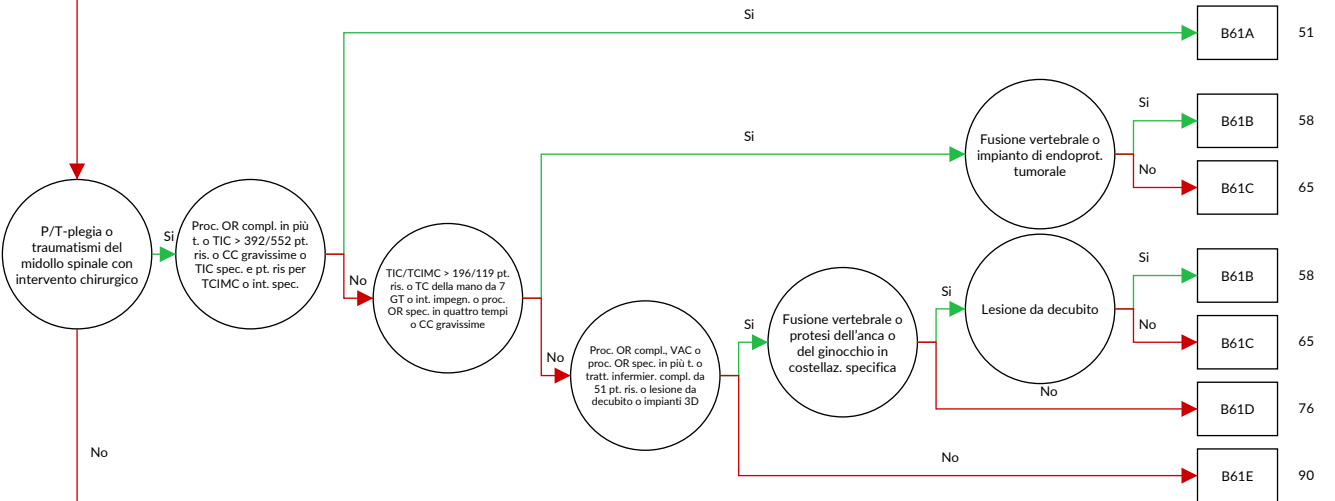 Si
B61A
51
Si
B61B
58
Si
Fusione vertebrale o
impianto di endoprot.
tumorale
No
B61C
65
P/T-plegia o
traumatismi del
midollo spinale con
intervento chirurgico
Si
Proc. OR compl. in più
t. o TIC > 392/552 pt.
ris. o CC gravissime o
TIC spec. e pt. ris per
TCIMC o int. spec.
No
TIC/TCIMC > 196/119 pt.
ris. o TC della mano da 7
GT o int. impegn. o proc.
OR spec. in quattro tempi
o CC gravissime
No
Proc. OR compl., VAC o
proc. OR spec. in più t. o
tratt. infermier. compl. da
51 pt. ris. o lesione da
decubito o impianti 3D
Si
Fusione vertebrale o
protesi dell'anca o
del ginocchio in
costellaz. specifica
Si
Lesione da decubito
Si
B61B
58
No
B61C
65
No
B61D
76
No
No
B61E
90